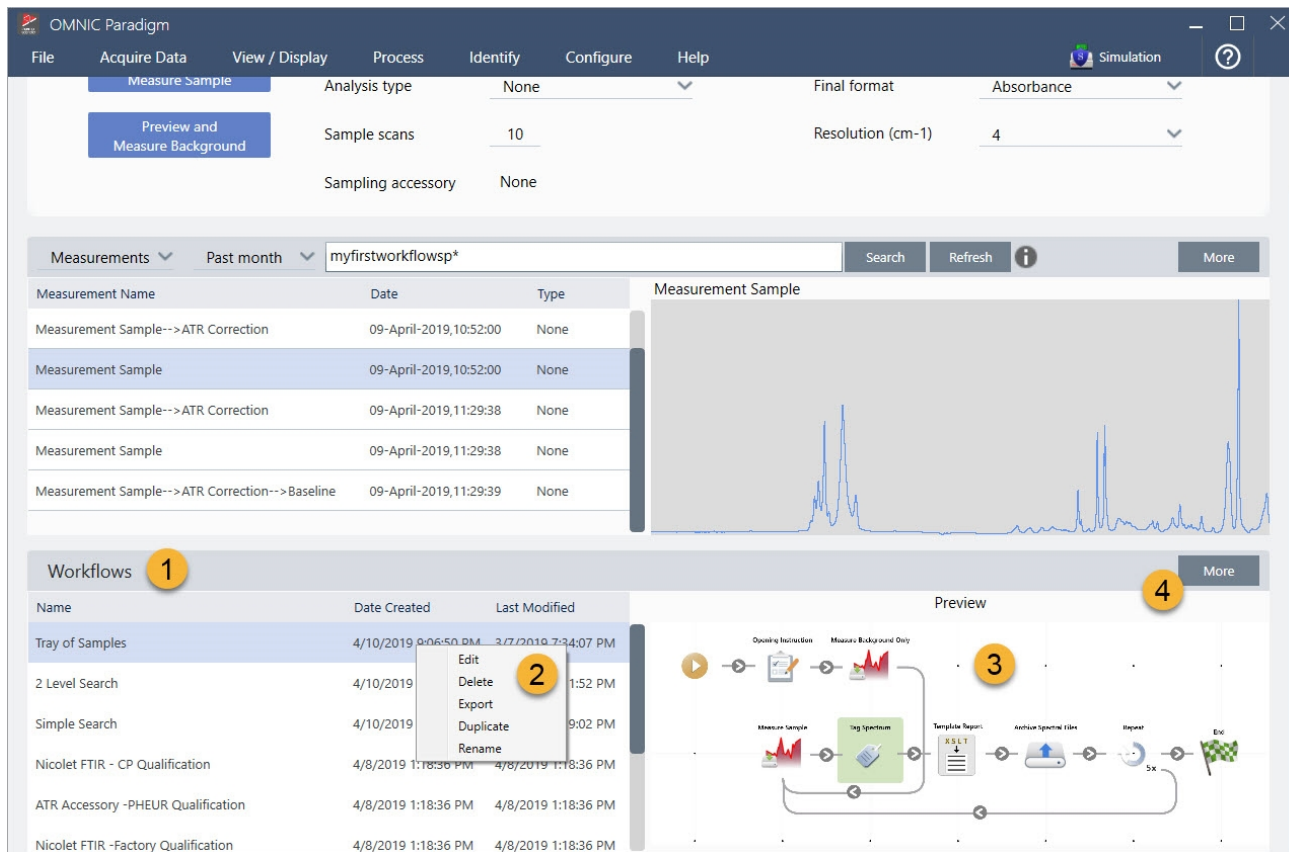 OMNIC Paradigm
File Acquire Data View / Display Process Identify Configure Help Simulation ?
Measure Sample
Analysis type None Final format Absorbance
Preview and
Measure Background
Sample scans 10 Resolution (cm-1) 4
Sampling accessory None
Measurements Past month myfirstworkflowsp* Search Refresh i More
Measurement Name Date Type Measurement Sample
Measurement Sample-->ATR Correction 09-April-2019,10:52:00 None
Measurement Sample 09-April-2019,10:52:00 None
Measurement Sample-->ATR Correction 09-April-2019,11:29:38 None
Measurement Sample 09-April-2019,11:29:38 None
Measurement Sample-->ATR Correction-->Baseline 09-April-2019,11:29:39 None
Workflows 1 More
4
Name Date Created Last Modified Preview
Tray of Samples 4/10/2019 9:06:50 PM 3/7/2019 7:34:07 PM
2 Level Search 4/10/2019 1:52 PM
Simple Search 4/10/2019 9:02 PM
Nicolet FTIR - CP Qualification 4/8/2019 1:18:36 PM 4/8/2019 1:18:36 PM
ATR Accessory -PHEUR Qualification 4/8/2019 1:18:36 PM 4/8/2019 1:18:36 PM
Nicolet FTIR -Factory Qualification 4/8/2019 1:18:36 PM 4/8/2019 1:18:36 PM
Edit
Delete
Export
Duplicate
Rename
2
Opening Instruction Measure Background Only
3
Measure Sample Tag Spectrum Template Report Archive Spectral Files Repeat End
XSLT
5x